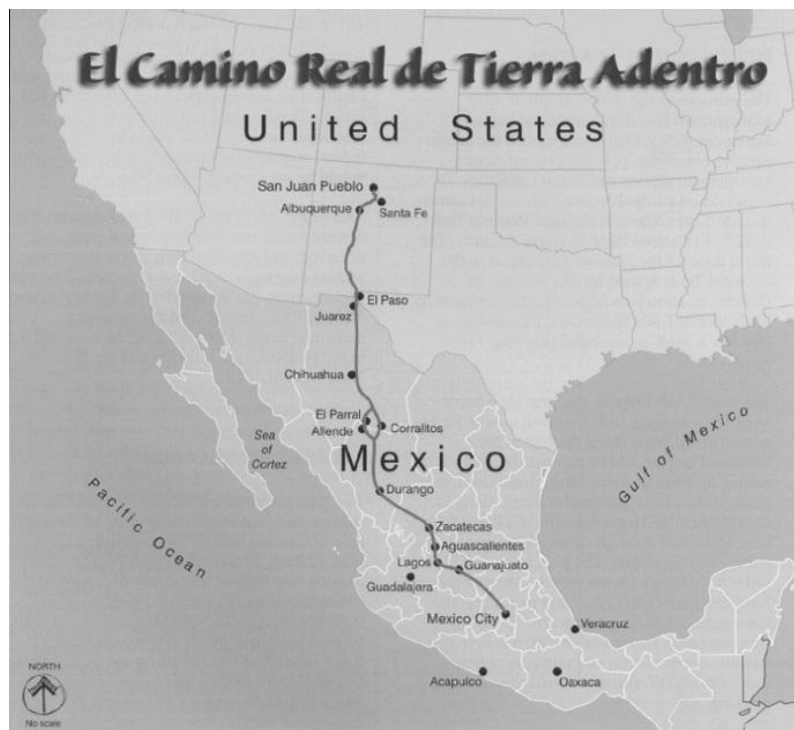 El Camino Real de Tierra Adentro
United States
San Juan Pueblo
Albuquerque
Santa Fe
El Paso
Juarez
Chihuahua
El Parral
Allende
Corralitos
Sea
of
Cortez
Mexico
Gulf of Mexico
Pacific Ocean
Durango
Zacatecas
Aguascalientes
Lagos
Guanajuato
Guadalajara
Mexico City
Veracruz
Acapulco
Oaxaca
NORTH
No scale